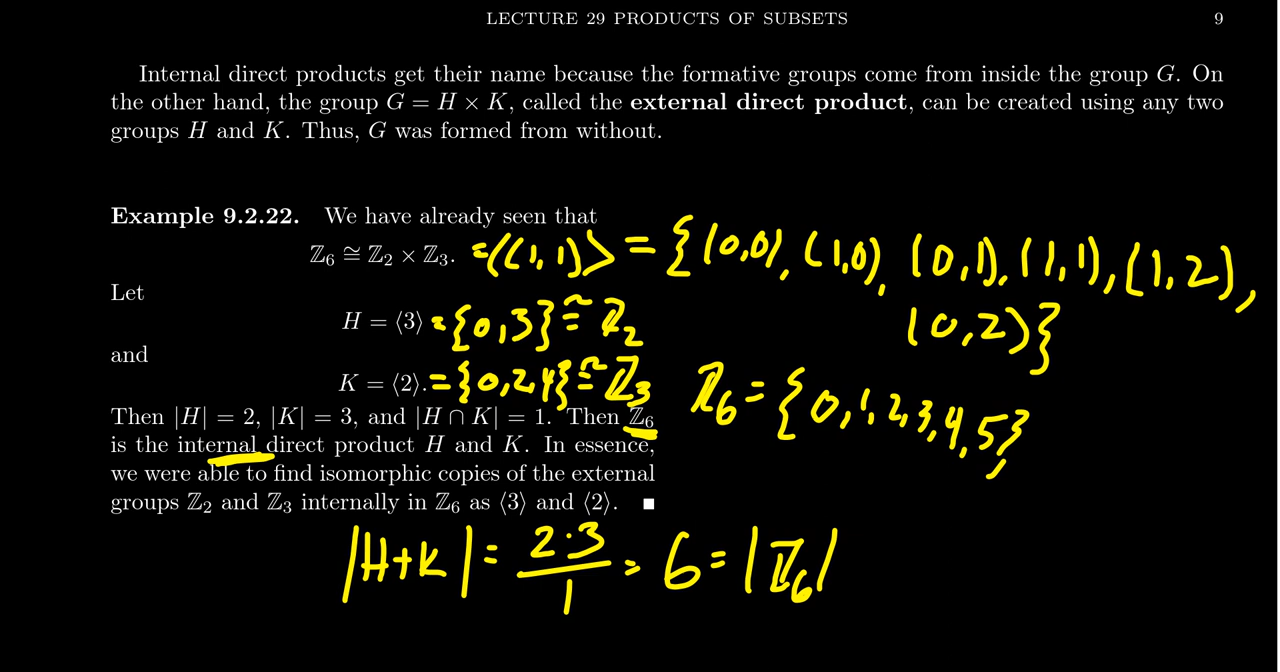 LECTURE 29 PRODUCTS OF SUBSETS 9
Internal direct products get their name because the formative groups come from inside the group G. On
the other hand, the group G = H × K, called the external direct product, can be created using any two
groups H and K. Thus, G was formed from without.
Example 9.2.22. We have already seen that
ℤ₆ ≅ ℤ₂ × ℤ₃. = ⟨(1,1)⟩ = {(0,0), (1,0), (0,1), (1,1), (1,2),
(0,2)}
Let
H = ⟨3⟩ = {0,3} ≅ ℤ₂
and
K = ⟨2⟩. = {0,2,4} ≅ ℤ₃ ℤ₆ = {0,1,2,3,4,5}
Then |H| = 2, |K| = 3, and |H ∩ K| = 1. Then ℤ₆
is the internal direct product H and K. In essence,
we were able to find isomorphic copies of the external
groups ℤ₂ and ℤ₃ internally in ℤ₆ as ⟨3⟩ and ⟨2⟩. ■
|H+K| = 2·3/1 = 6 = |ℤ₆|